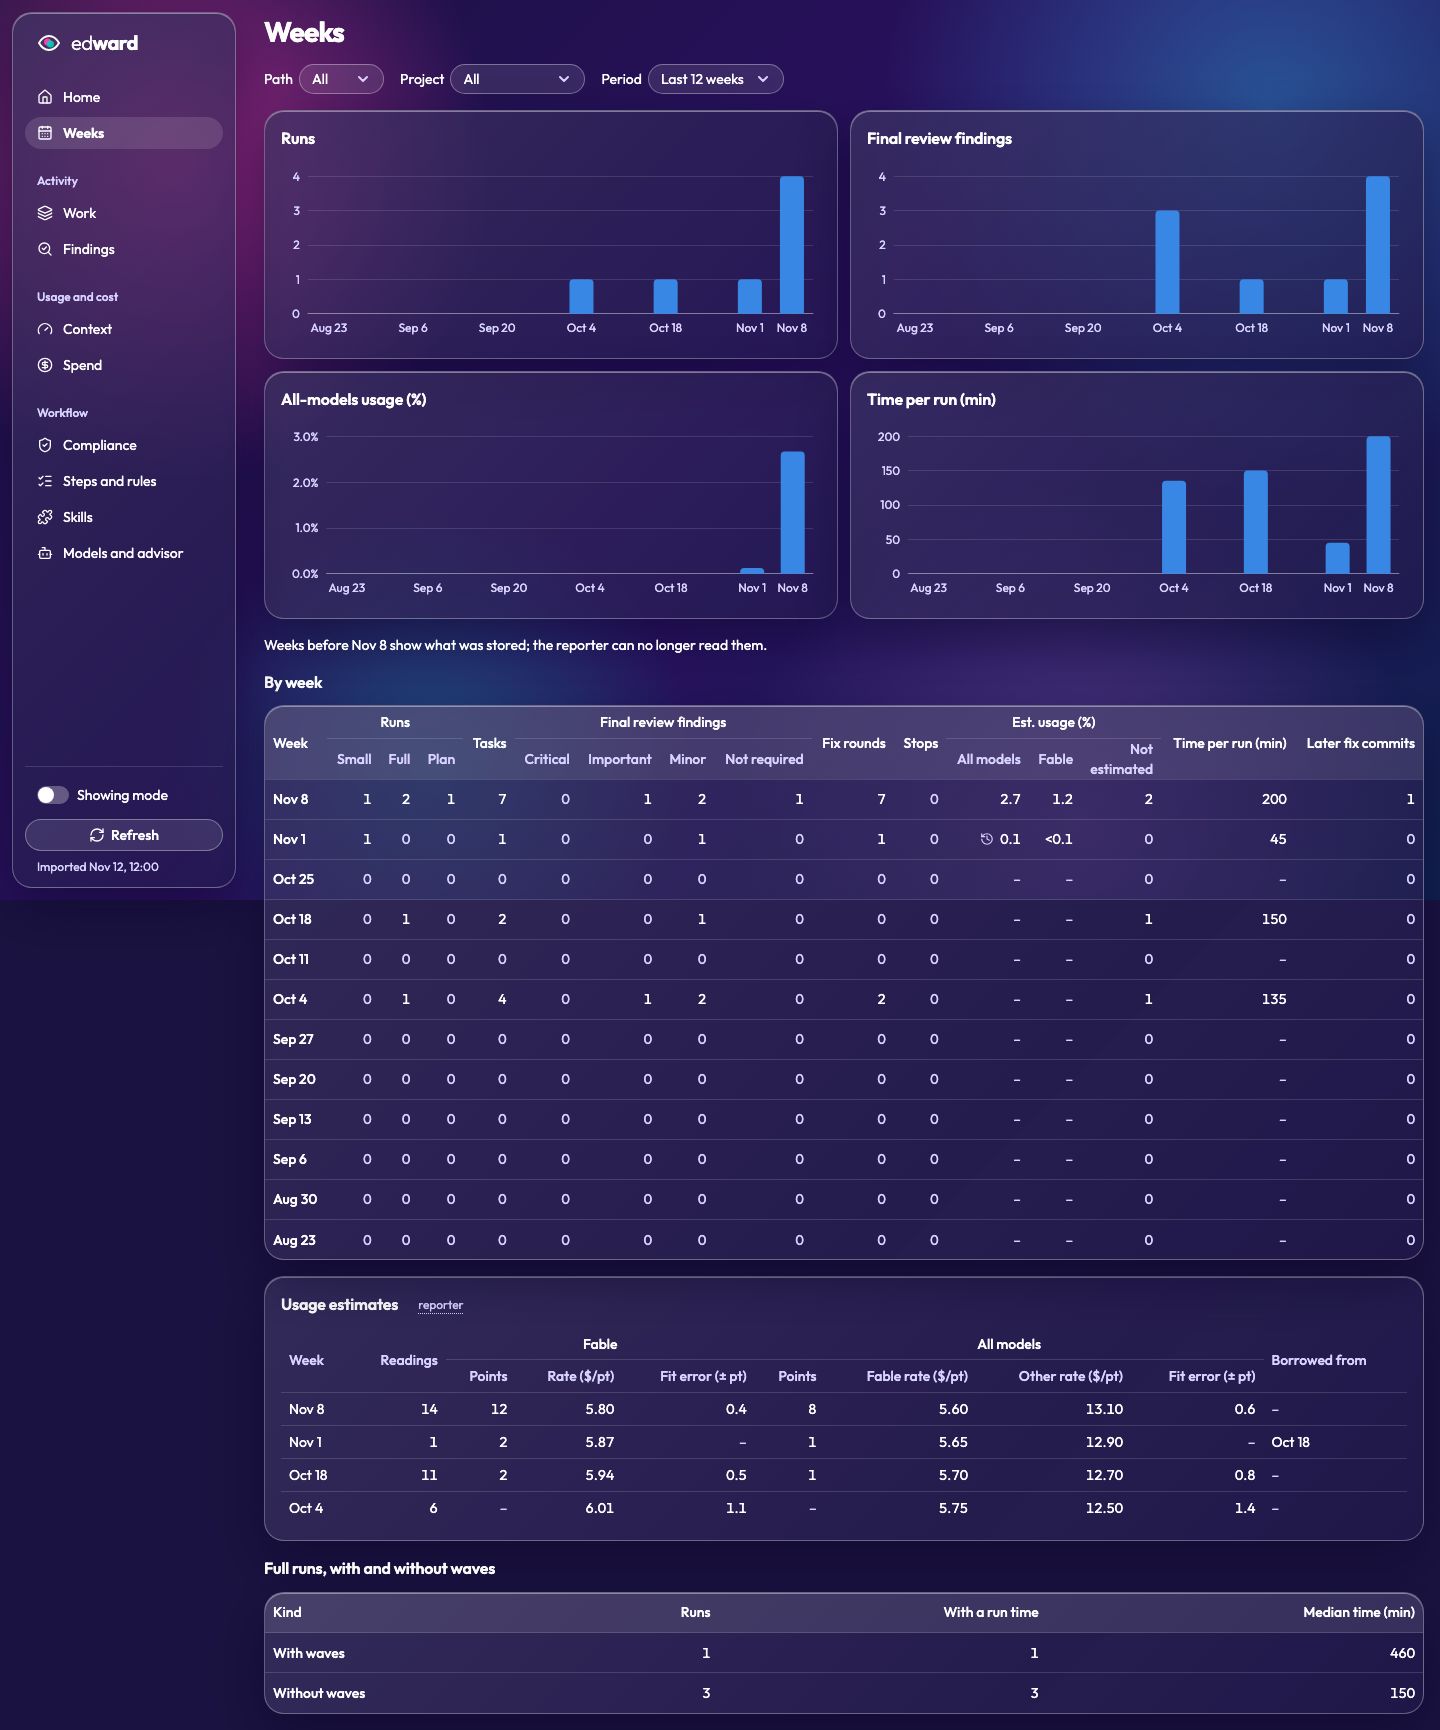 edward
Home
Weeks
Activity
Work
Findings
Usage and cost
Context
Spend
Workflow
Compliance
Steps and rules
Skills
Models and advisor
Showing mode
Refresh
Imported Nov 12, 12:00
Weeks
Path All Project All Period Last 12 weeks
Runs
4
3
2
1
0
Aug 23 Sep 6 Sep 20 Oct 4 Oct 18 Nov 1 Nov 8
Final review findings
4
3
2
1
0
Aug 23 Sep 6 Sep 20 Oct 4 Oct 18 Nov 1 Nov 8
All-models usage (%)
3.0%
2.0%
1.0%
0.0%
Aug 23 Sep 6 Sep 20 Oct 4 Oct 18 Nov 1 Nov 8
Time per run (min)
200
150
100
50
0
Aug 23 Sep 6 Sep 20 Oct 4 Oct 18 Nov 1 Nov 8
Weeks before Nov 8 show what was stored; the reporter can no longer read them.
By week
Runs Final review findings Est. usage (%)
Week Tasks Fix rounds Stops Time per run (min) Later fix commits
Small Full Plan Critical Important Minor Not required All models Fable Not estimated
Nov 8 1 2 1 7 0 1 2 1 7 0 2.7 1.2 2 200 1
Nov 1 1 0 0 1 0 0 1 0 1 0 0.1 <0.1 0 45 0
Oct 25 0 0 0 0 0 0 0 0 0 0 – – 0 – 0
Oct 18 0 1 0 2 0 0 1 0 0 0 – – 1 150 0
Oct 11 0 0 0 0 0 0 0 0 0 0 – – 0 – 0
Oct 4 0 1 0 4 0 1 2 0 2 0 – – 1 135 0
Sep 27 0 0 0 0 0 0 0 0 0 0 – – 0 – 0
Sep 20 0 0 0 0 0 0 0 0 0 0 – – 0 – 0
Sep 13 0 0 0 0 0 0 0 0 0 0 – – 0 – 0
Sep 6 0 0 0 0 0 0 0 0 0 0 – – 0 – 0
Aug 30 0 0 0 0 0 0 0 0 0 0 – – 0 – 0
Aug 23 0 0 0 0 0 0 0 0 0 0 – – 0 – 0
Usage estimates reporter
Fable All models
Week Readings Borrowed from
Points Rate ($/pt) Fit error (± pt) Points Fable rate ($/pt) Other rate ($/pt) Fit error (± pt)
Nov 8 14 12 5.80 0.4 8 5.60 13.10 0.6 –
Nov 1 1 2 5.87 – 1 5.65 12.90 – Oct 18
Oct 18 11 2 5.94 0.5 1 5.70 12.70 0.8 –
Oct 4 6 – 6.01 1.1 – 5.75 12.50 1.4 –
Full runs, with and without waves
Kind Runs With a run time Median time (min)
With waves 1 1 460
Without waves 3 3 150